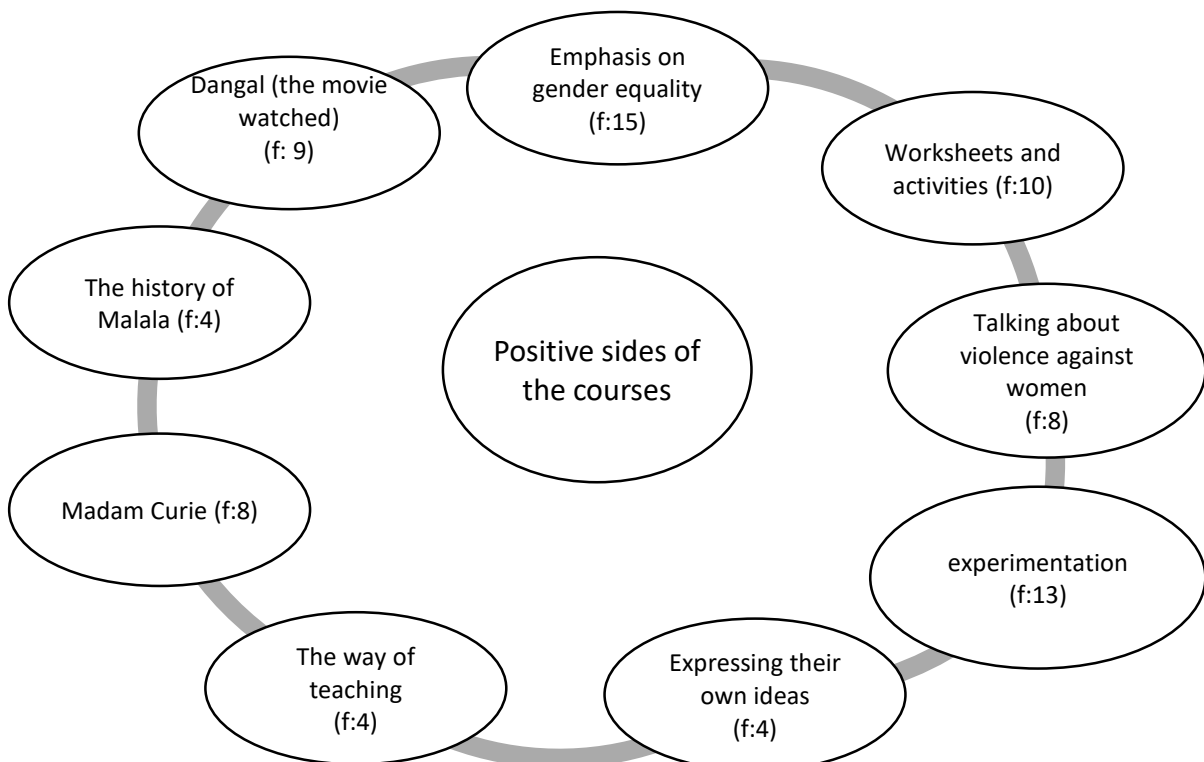 Emphasis on
gender equality
(f:15)
Dangal (the movie
watched)
(f: 9)
Worksheets and
activities (f:10)
The history of
Malala (f:4)
Talking about
violence against
women
(f:8)
Positive sides of
the courses
Madam Curie (f:8)
experimentation
(f:13)
The way of
teaching
(f:4)
Expressing their
own ideas
(f:4)